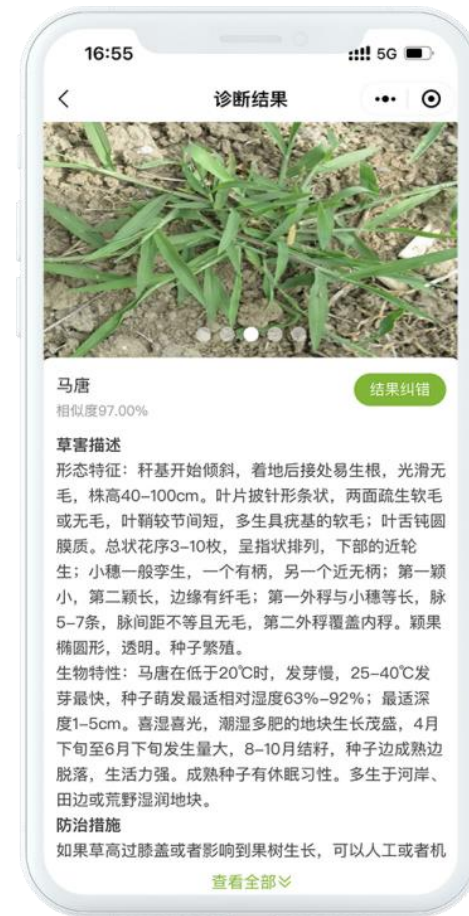 16:55
5G
诊断结果
马唐
结果纠错
相似度97.00%
草害描述
形态特征：秆基开始倾斜，着地后接处易生根，光滑无
毛，株高40-100cm。叶片披针形条状，两面疏生软毛
或无毛，叶鞘较节间短，多生具疣基的软毛；叶舌钝圆
膜质。总状花序3-10枚，呈指状排列，下部的近轮
生；小穗一般孪生，一个有柄，另一个近无柄；第一颖
小，第二颖长，边缘有纤毛；第一外稃与小穗等长，脉
5-7条，脉间距不等且无毛，第二外稃覆盖内稃。颖果
椭圆形，透明。种子繁殖。
生物特性：马唐在低于20℃时，发芽慢，25-40℃发
芽最快，种子萌发最适相对湿度63%-92%；最适深
度1-5cm。喜湿喜光，潮湿多肥的地块生长茂盛，4月
下旬至6月下旬发生量大，8-10月结籽，种子边成熟边
脱落，生活力强。成熟种子有休眠习性。多生于河岸、
田边或荒野湿润地块。
防治措施
如果草高过膝盖或者影响到果树生长，可以人工或者机
查看全部